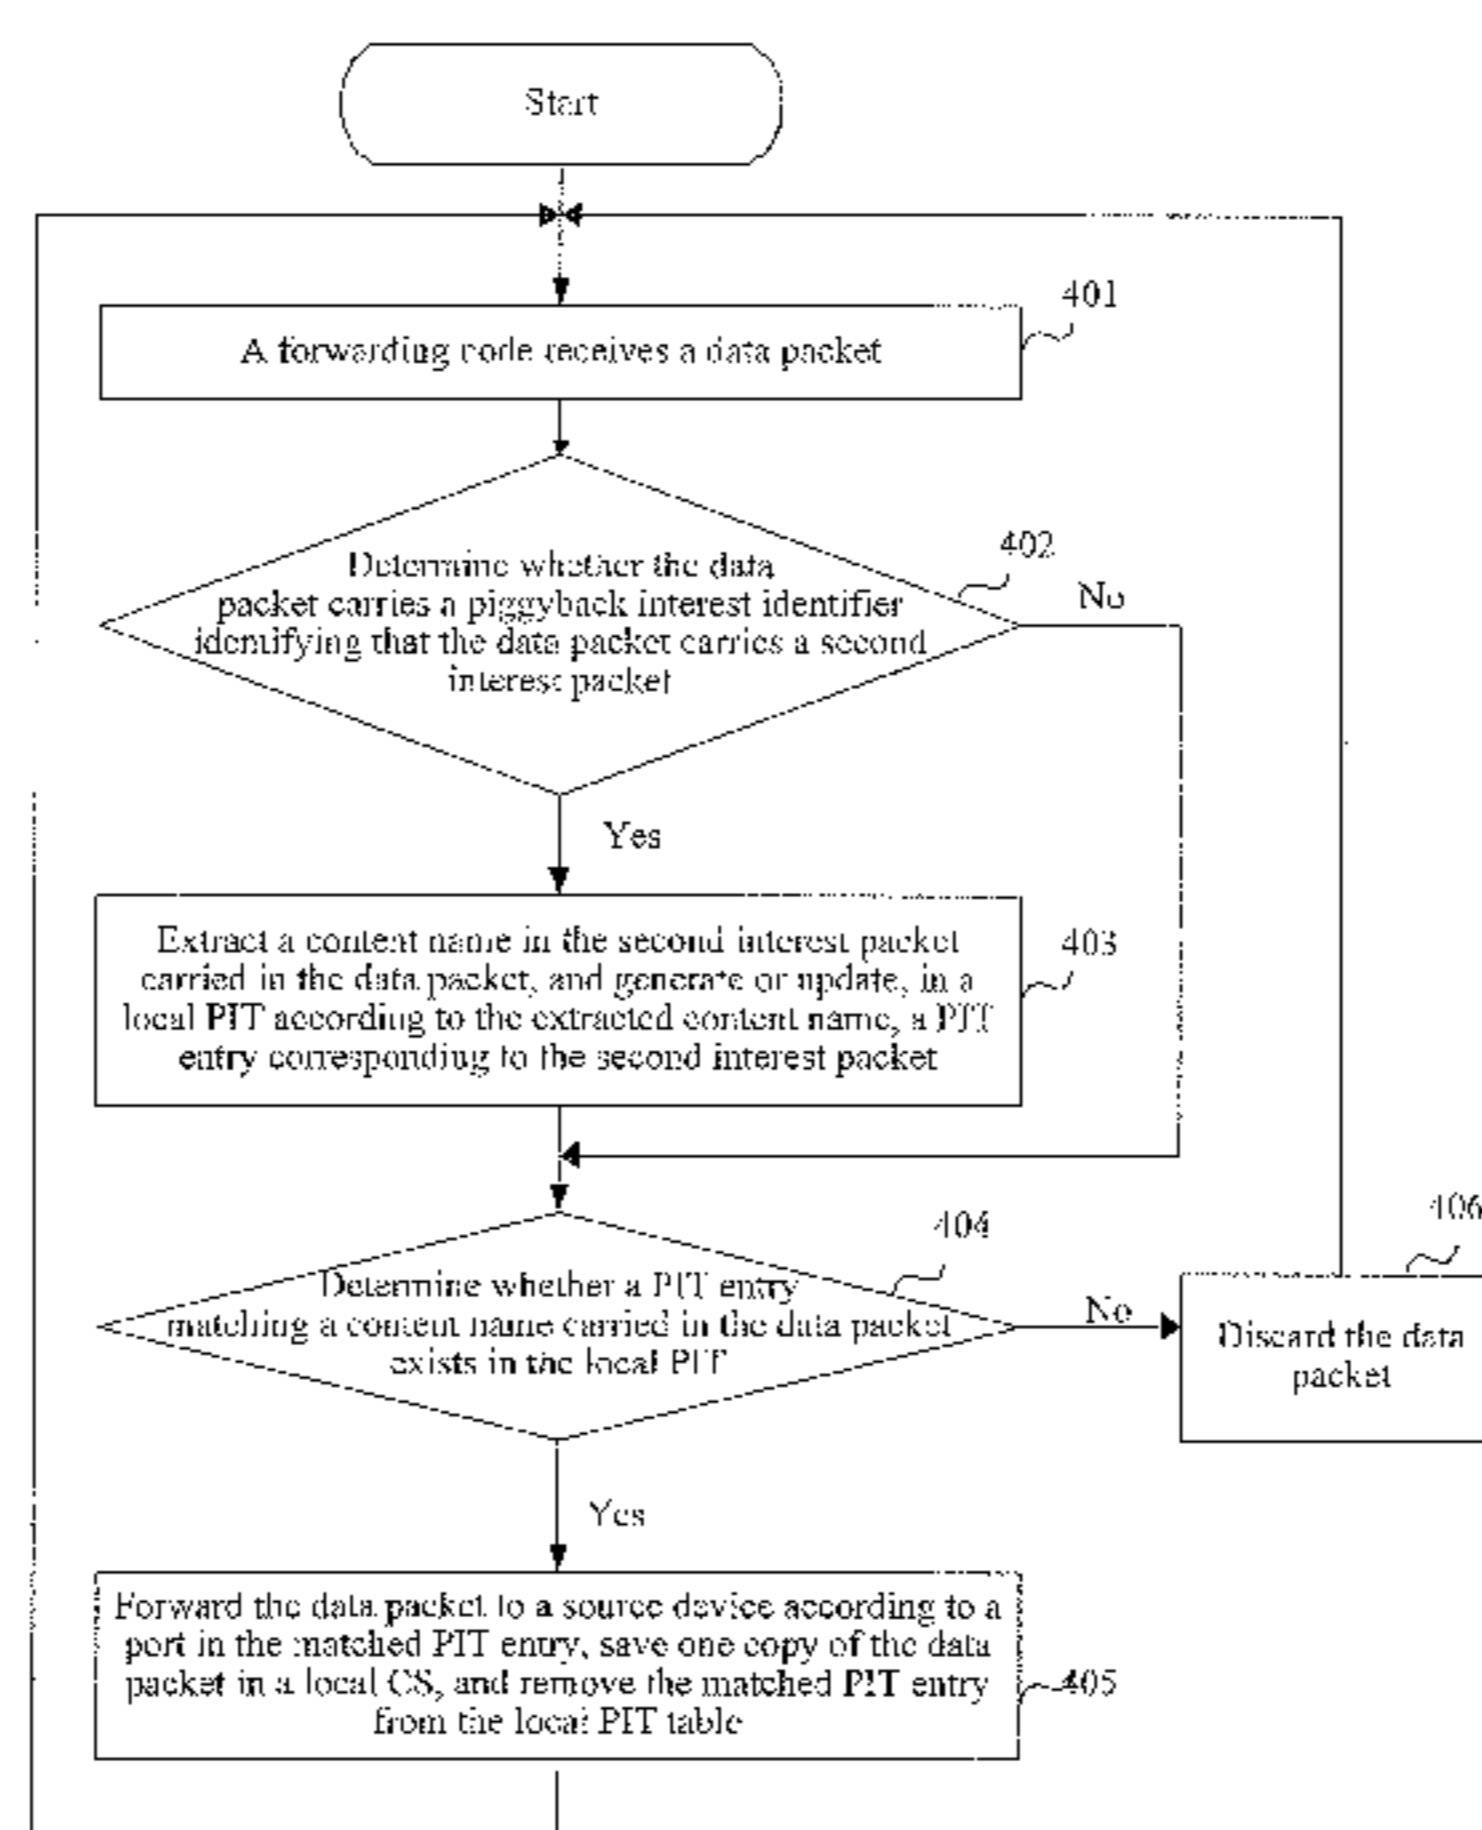 Start
401
A forwarding node receives a data packet
402
Determine whether the data
packet carries a piggyback interest identifier
identifying that the data packet carries a second
interest packet
No
Yes
Extract a content name in the second interest packet
carried in the data packet, and generate or update, in a
local PIT according to the extracted content name, a PIT
entry corresponding to the second interest packet
403
404
406
Determine whether a PIT entry
matching a content name carried in the data packet
exists in the local PIT
No
Discard the data
packet
Yes
Forward the data packet to a source device according to a
port in the matched PIT entry, save one copy of the data
packet in a local CS, and remove the matched PIT entry
from the local PIT table
405